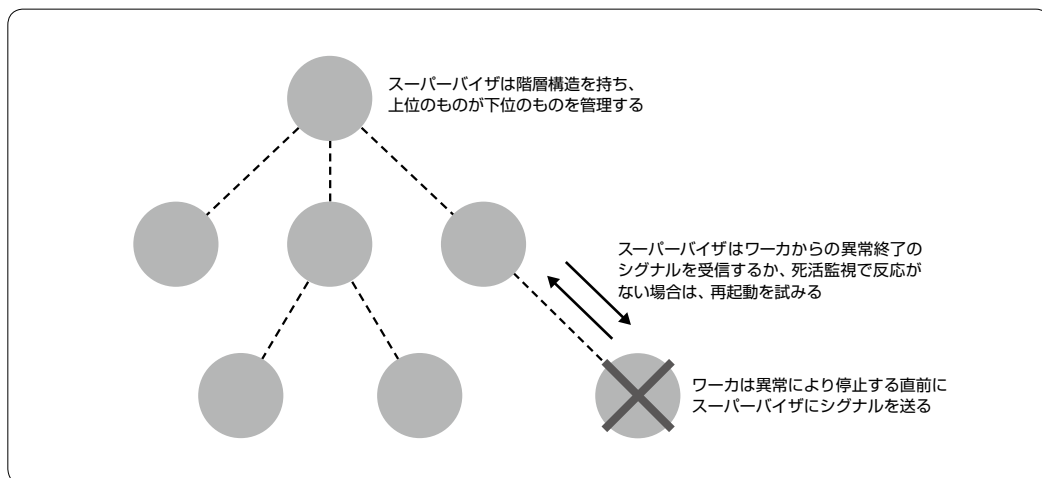 スーパーバイザは階層構造を持ち、
上位のものが下位のものを管理する
スーパーバイザはワーカからの異常終了の
シグナルを受信するか、死活監視で反応が
ない場合は、再起動を試みる
ワーカは異常により停止する直前に
スーパーバイザにシグナルを送る